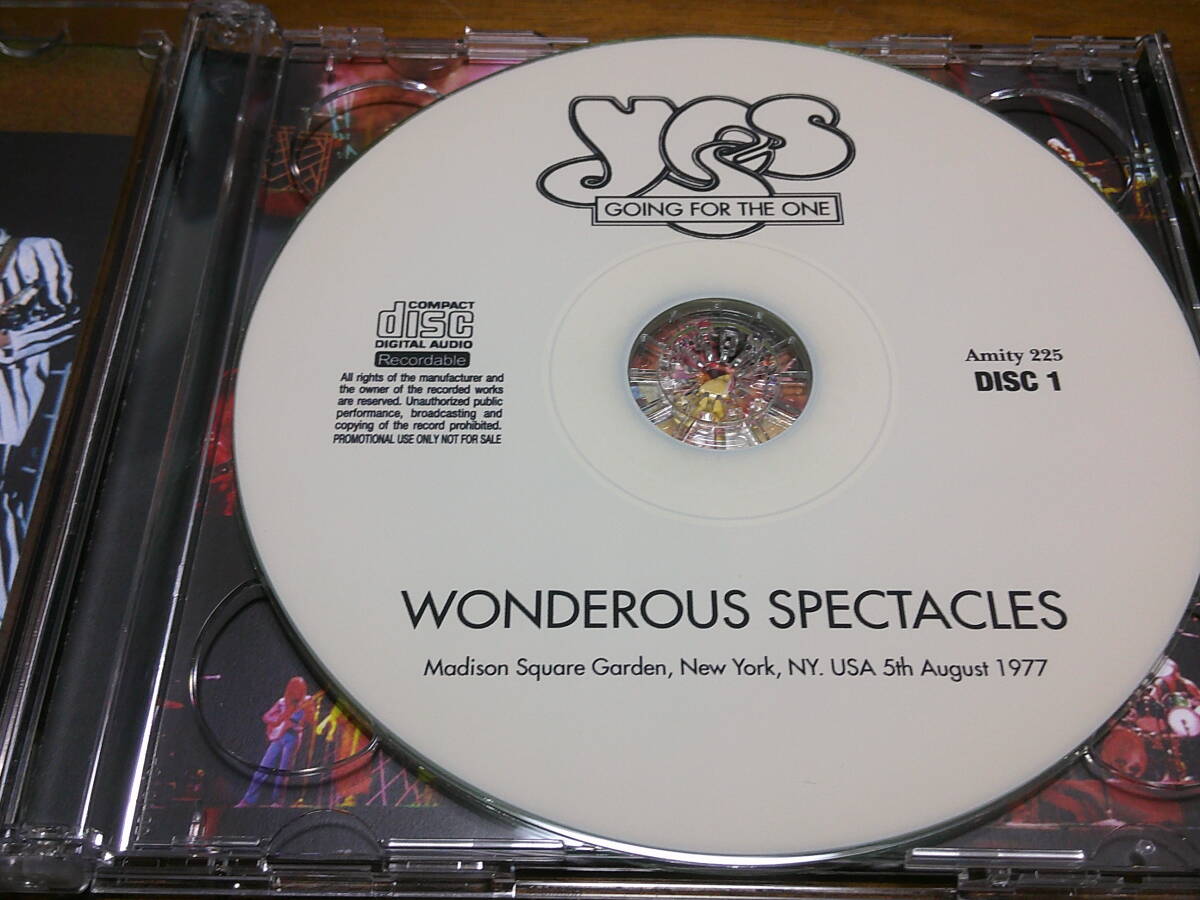 YES
GOING FOR THE ONE
COMPACT
disc
DIGITAL AUDIO
Recordable
All rights of the manufacturer and
the owner of the recorded works
are reserved. Unauthorized public
performance, broadcasting and
copying of the record prohibited.
PROMOTIONAL USE ONLY NOT FOR SALE
Amity 225
DISC 1
WONDEROUS SPECTACLES
Madison Square Garden, New York, NY. USA 5th August 1977